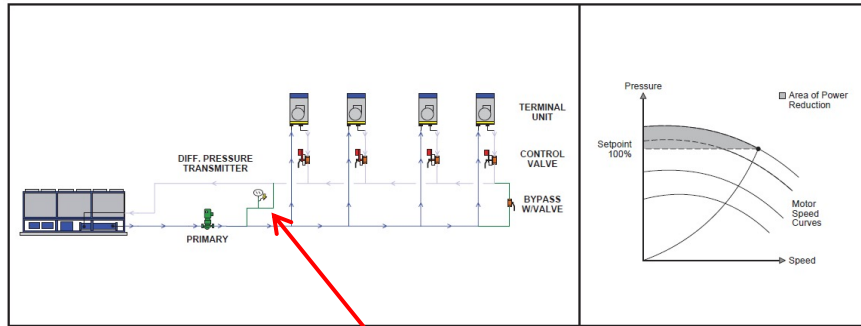 TERMINAL
UNIT
DIFF. PRESSURE
TRANSMITTER
CONTROL
VALVE
BYPASS
W/VALVE
PRIMARY
Pressure
Area of Power
Reduction
Setpoint
100%
Motor
Speed
Curves
Speed